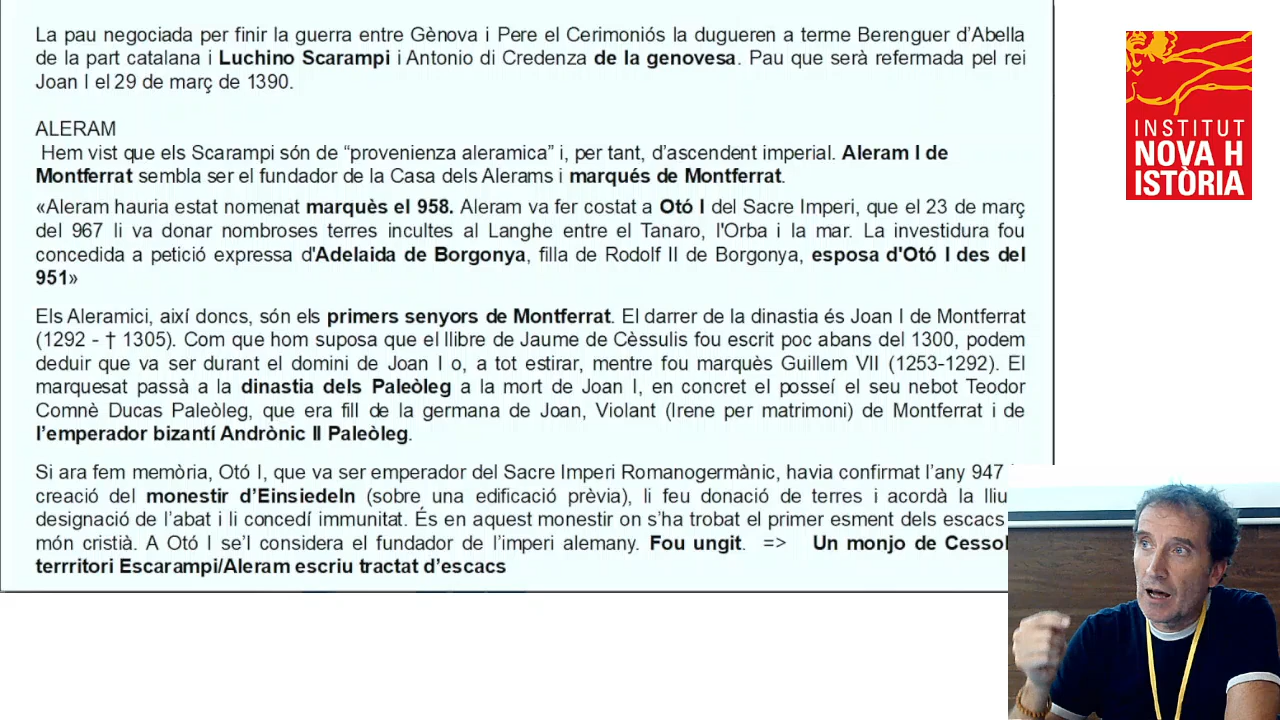 La pau negociada per finir la guerra entre Gènova i Pere el Cerimoniós la dugueren a terme Berenguer d'Abella
de la part catalana i Luchino Scarampi i Antonio di Credenza de la genovesa. Pau que serà refermada pel rei
Joan I el 29 de març de 1390.
ALERAM
Hem vist que els Scarampi són de “provenienza aleramica” i, per tant, d'ascendent imperial. Aleram I de
Montferrat sembla ser el fundador de la Casa dels Alerams i marqués de Montferrat.
«Aleram hauria estat nomenat marquès el 958. Aleram va fer costat a Otó I del Sacre Imperi, que el 23 de març
del 967 li va donar nombroses terres incultes al Langhe entre el Tanaro, l'Orba i la mar. La investidura fou
concedida a petició expressa d'Adelaida de Borgonya, filla de Rodolf II de Borgonya, esposa d'Otó I des del
951»
Els Aleramici, així doncs, són els primers senyors de Montferrat. El darrer de la dinastia és Joan I de Montferrat
(1292 - † 1305). Com que hom suposa que el llibre de Jaume de Cèssulis fou escrit poc abans del 1300, podem
deduir que va ser durant el domini de Joan I o, a tot estirar, mentre fou marquès Guillem VII (1253-1292). El
marquesat passà a la dinastia dels Paleòleg a la mort de Joan I, en concret el posseí el seu nebot Teodor
Comnè Ducas Paleòleg, que era fill de la germana de Joan, Violant (Irene per matrimoni) de Montferrat i de
l'emperador bizantí Andrònic II Paleòleg.
Si ara fem memòria, Otó I, que va ser emperador del Sacre Imperi Romanogermànic, havia confirmat l'any 947
creació del monestir d'Einsiedeln (sobre una edificació prèvia), li feu donació de terres i acordà la
designació de l'abat i li concedí immunitat. És en aquest monestir on s'ha trobat el primer esment dels escacs
món cristià. A Otó I se'l considera el fundador de l'imperi alemany. Fou ungit. => Un monjo de
terrritori Escarampi/Aleram escriu tractat d'escacs
INSTITUT
NOVA H
ISTÒRIA